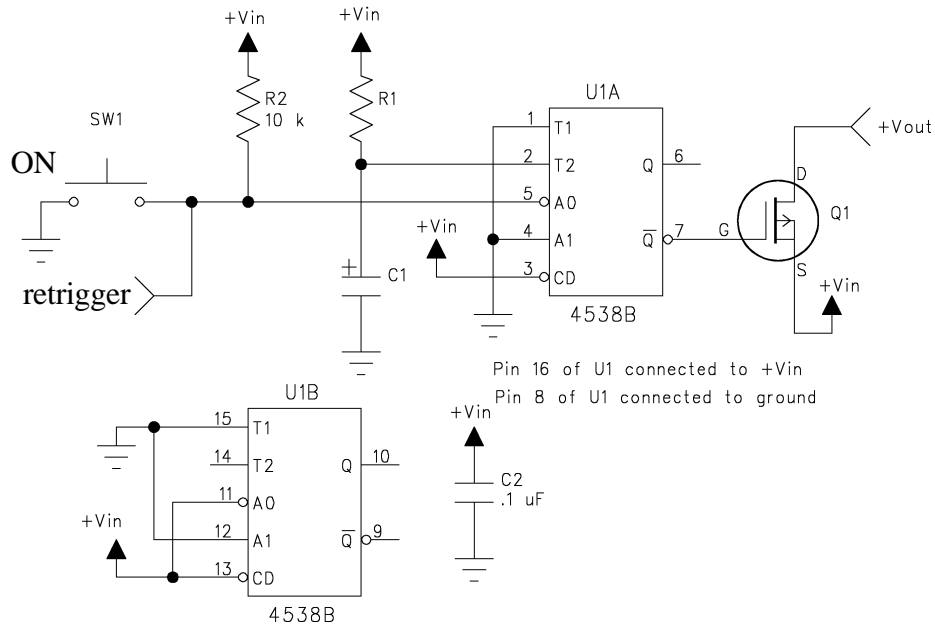 +Vin
+Vin
R2
10 k
R1
SW1
ON
U1A
1
T1
2
T2
Q
6
5
A0
4
A1
Q
7
3
CD
4538B
+Vin
+Vout
D
Q1
G
S
+Vin
retrigger
+
C1
Pin 16 of U1 connected to +Vin
Pin 8 of U1 connected to ground
U1B
15
T1
14
T2
Q
10
11
A0
12
A1
Q
9
13
CD
4538B
+Vin
+Vin
C2
.1 uF